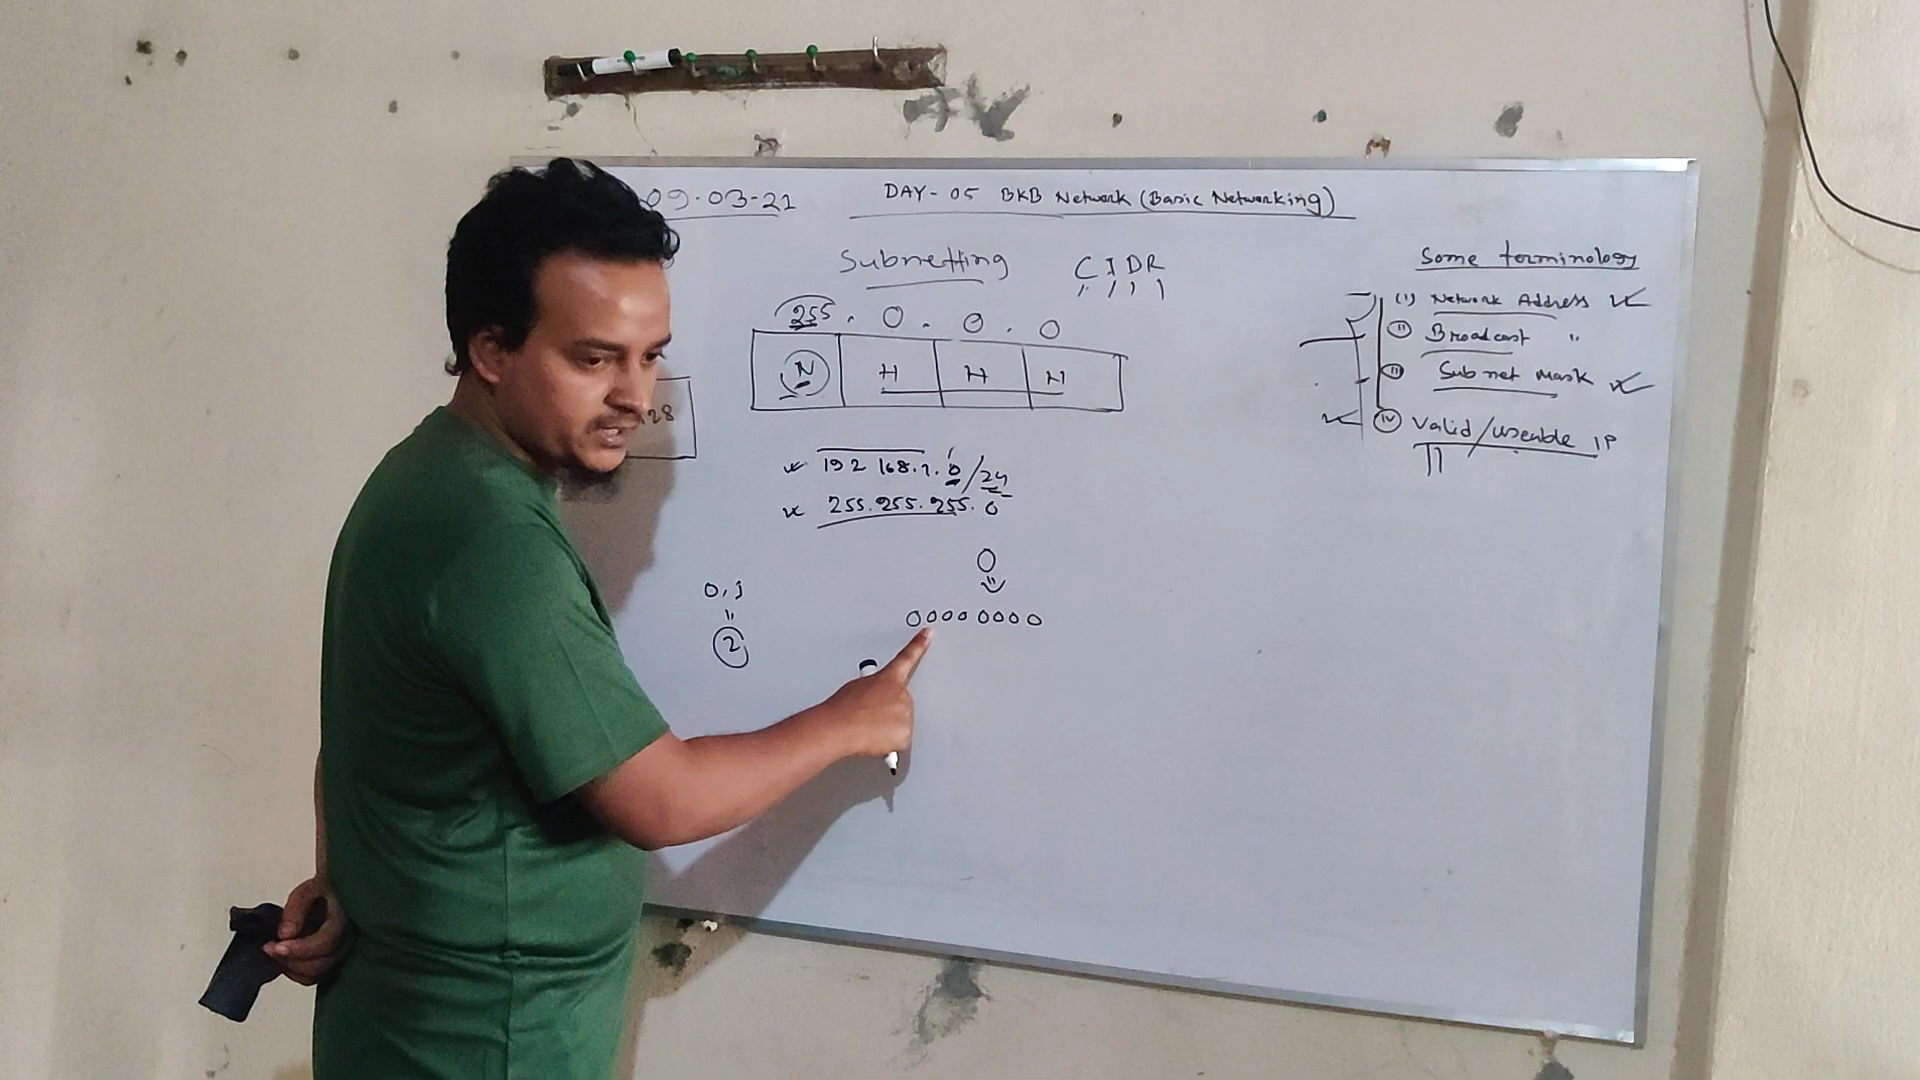 09.03-21
DAY-05 BKB Network (Basic Networking)
Subnetting CIDR
255.0.0.0
N H H H
28
192 168.1.0/24
255.255.255.0
0
00000000
0,1
2
Some terminology
(i) Network Address
(ii) Broadcast "
(iii) Subnet Mask
(iv) Valid/useable IP